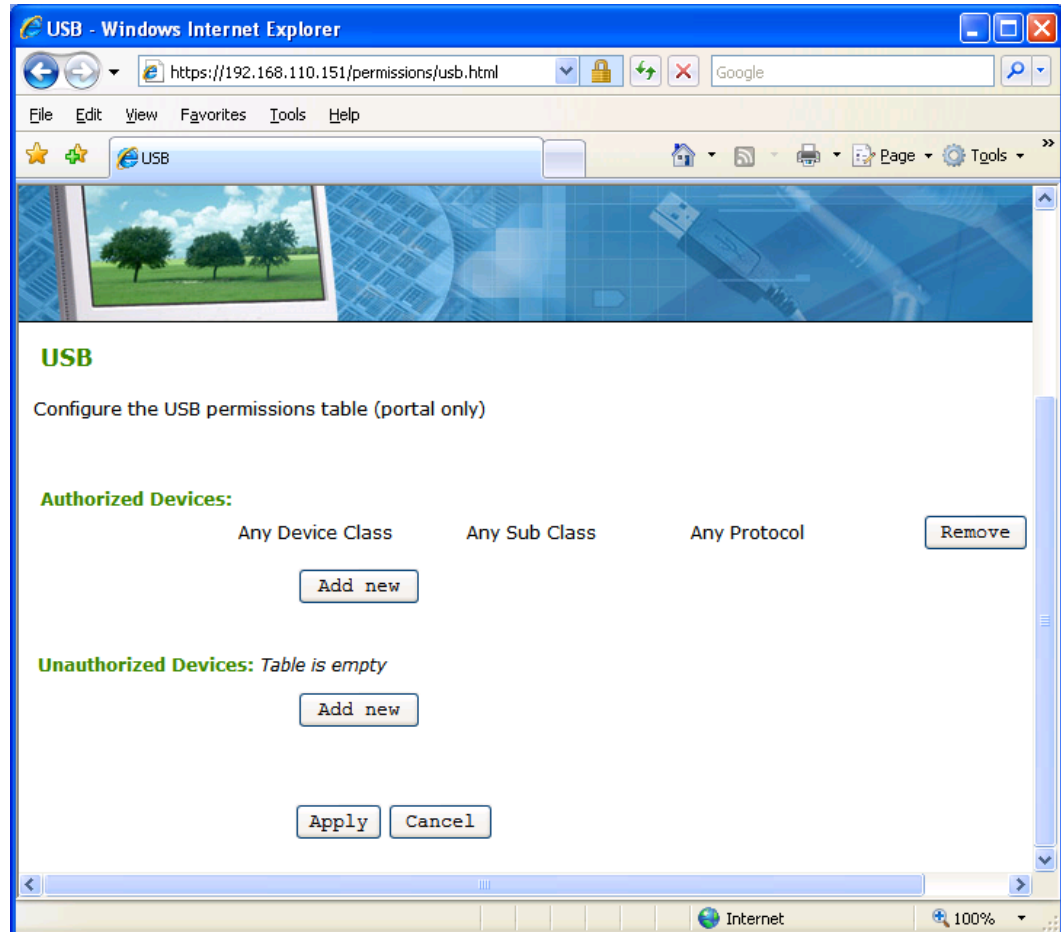 USB - Windows Internet Explorer
https://192.168.110.151/permissions/usb.html
Google
File Edit View Favorites Tools Help
USB
Page Tools »
USB
Configure the USB permissions table (portal only)
Authorized Devices:
Any Device Class Any Sub Class Any Protocol Remove
Add new
Unauthorized Devices: Table is empty
Add new
Apply Cancel
Internet 100%